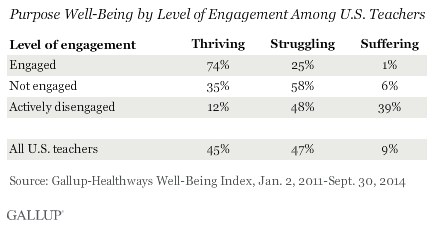 Purpose Well-Being by Level of Engagement Among U.S. Teachers
Level of engagement Thriving Struggling Suffering
Engaged 74% 25% 1%
Not engaged 35% 58% 6%
Actively disengaged 12% 48% 39%
All U.S. teachers 45% 47% 9%
Source: Gallup-Healthways Well-Being Index, Jan. 2, 2011-Sept. 30, 2014
GALLUP®